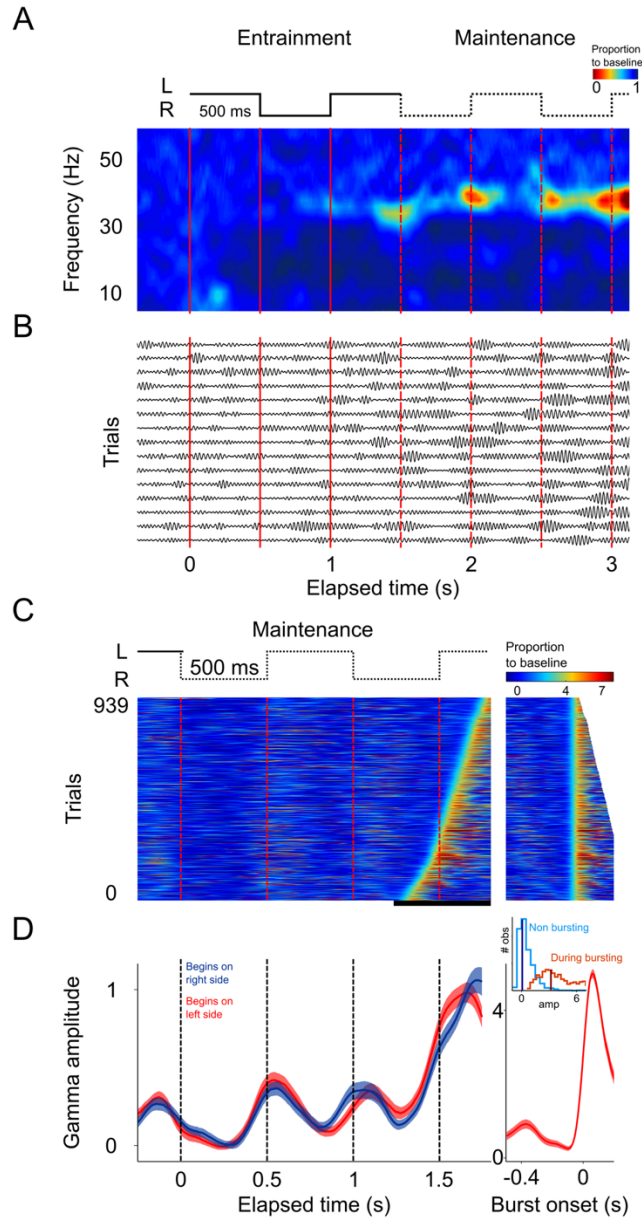 A
Entrainment
Maintenance
Proportion
to baseline
0 1
L
R
500 ms
Frequency (Hz)
50
30
10
B
Trials
0 1 2 3
Elapsed time (s)
C
Maintenance
L
R
500 ms
Proportion
to baseline
0 4 7
939
Trials
0
D
Begins on
right side
Begins on
left side
Gamma amplitude
1
0
0 0.5 1 1.5
Elapsed time (s)
# obs
Non bursting
During bursting
0 6
amp
4
0
-0.4 0
Burst onset (s)